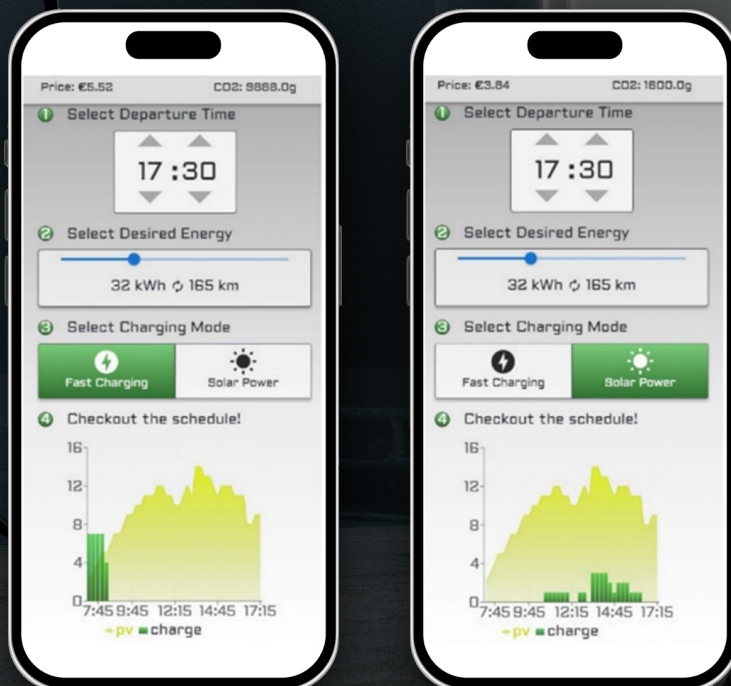 Price: €5.52 CO2: 9888.0g
1 Select Departure Time
17 : 30
2 Select Desired Energy
32 kWh 165 km
3 Select Charging Mode
Fast Charging Solar Power
4 Checkout the schedule!
16
12
8
4
0
7:45 9:45 12:15 14:45 17:15
pv charge
Price: €3.84 CO2: 1600.0g
1 Select Departure Time
17 : 30
2 Select Desired Energy
32 kWh 165 km
3 Select Charging Mode
Fast Charging Solar Power
4 Checkout the schedule!
16
12
8
4
0
7:45 9:45 12:15 14:45 17:15
pv charge